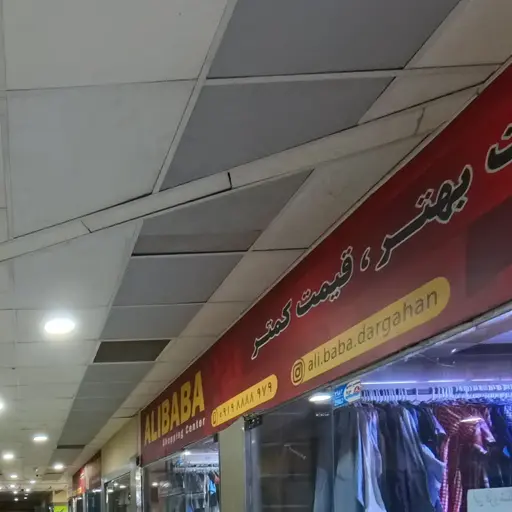 بهتر ، قیمت کمتر
ali.baba.dargahan
ALIBABA
Shopping Center